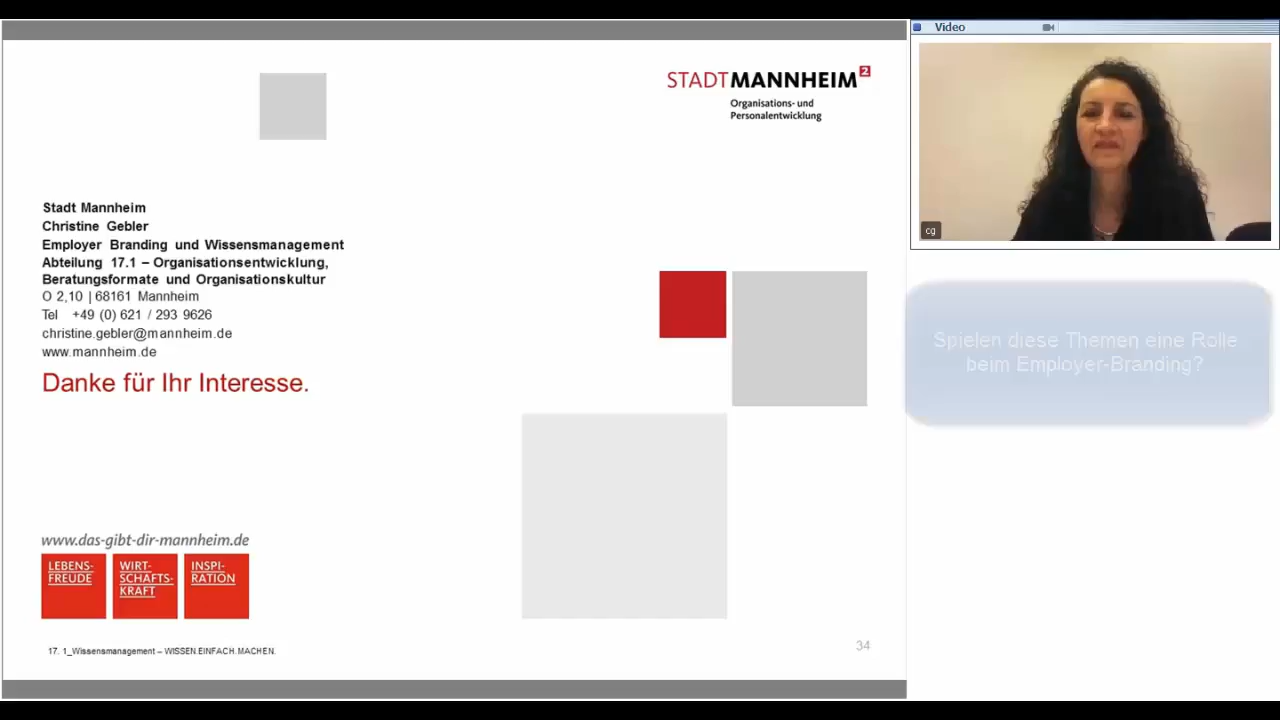 STADTMANNHEIM²
Organisations- und
Personalentwicklung
Stadt Mannheim
Christine Gebler
Employer Branding und Wissensmanagement
Abteilung 17.1 – Organisationsentwicklung,
Beratungsformate und Organisationskultur
O 2,10 | 68161 Mannheim
Tel +49 (0) 621 / 293 9626
christine.gebler@mannheim.de
www.mannheim.de
Danke für Ihr Interesse.
www.das-gibt-dir-mannheim.de
LEBENS-
FREUDE
WIRT-
SCHAFTS-
KRAFT
INSPI-
RATION
17. 1_Wissensmanagement – WISSEN.EINFACH.MACHEN.
34
Video
cg
Spielen diese Themen eine Rolle
beim Employer-Branding?